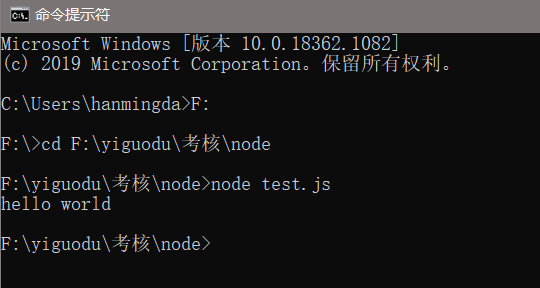 命令提示符
Microsoft Windows [版本 10.0.18362.1082]
(c) 2019 Microsoft Corporation。保留所有权利。
C:\Users\hanmingda>F:
F:\>cd F:\yiguodu\考核\node
F:\yiguodu\考核\node>node test.js
hello world
F:\yiguodu\考核\node>